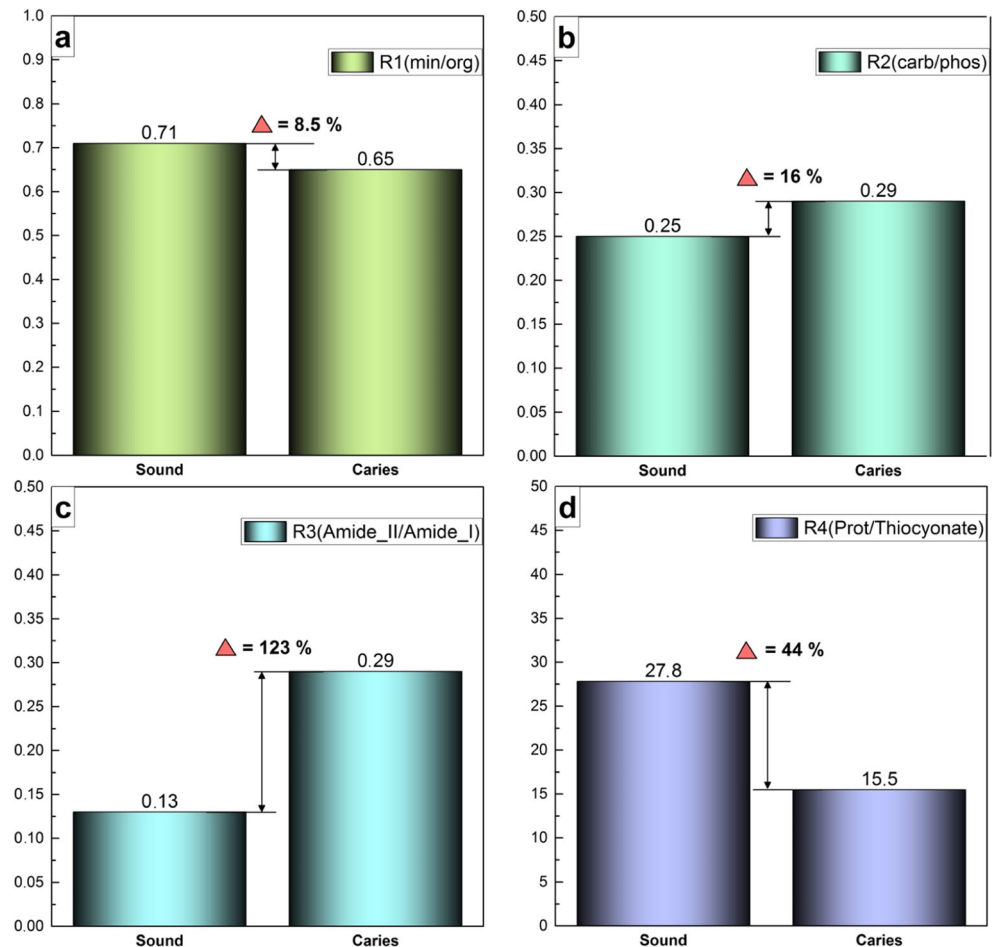 a
R1(min/org)
1.0
0.9
0.8
0.7
0.6
0.5
0.4
0.3
0.2
0.1
0.0
0.71
= 8.5 %
0.65
Sound
Caries
b
R2(carb/phos)
0.50
0.45
0.40
0.35
0.30
0.25
0.20
0.15
0.10
0.05
0.00
0.25
= 16 %
0.29
Sound
Caries
c
R3(Amide_II/Amide_I)
0.50
0.45
0.40
0.35
0.30
0.25
0.20
0.15
0.10
0.05
0.00
0.13
= 123 %
0.29
Sound
Caries
d
R4(Prot/Thiocyonate)
50
45
40
35
30
25
20
15
10
5
0
27.8
= 44 %
15.5
Sound
Caries